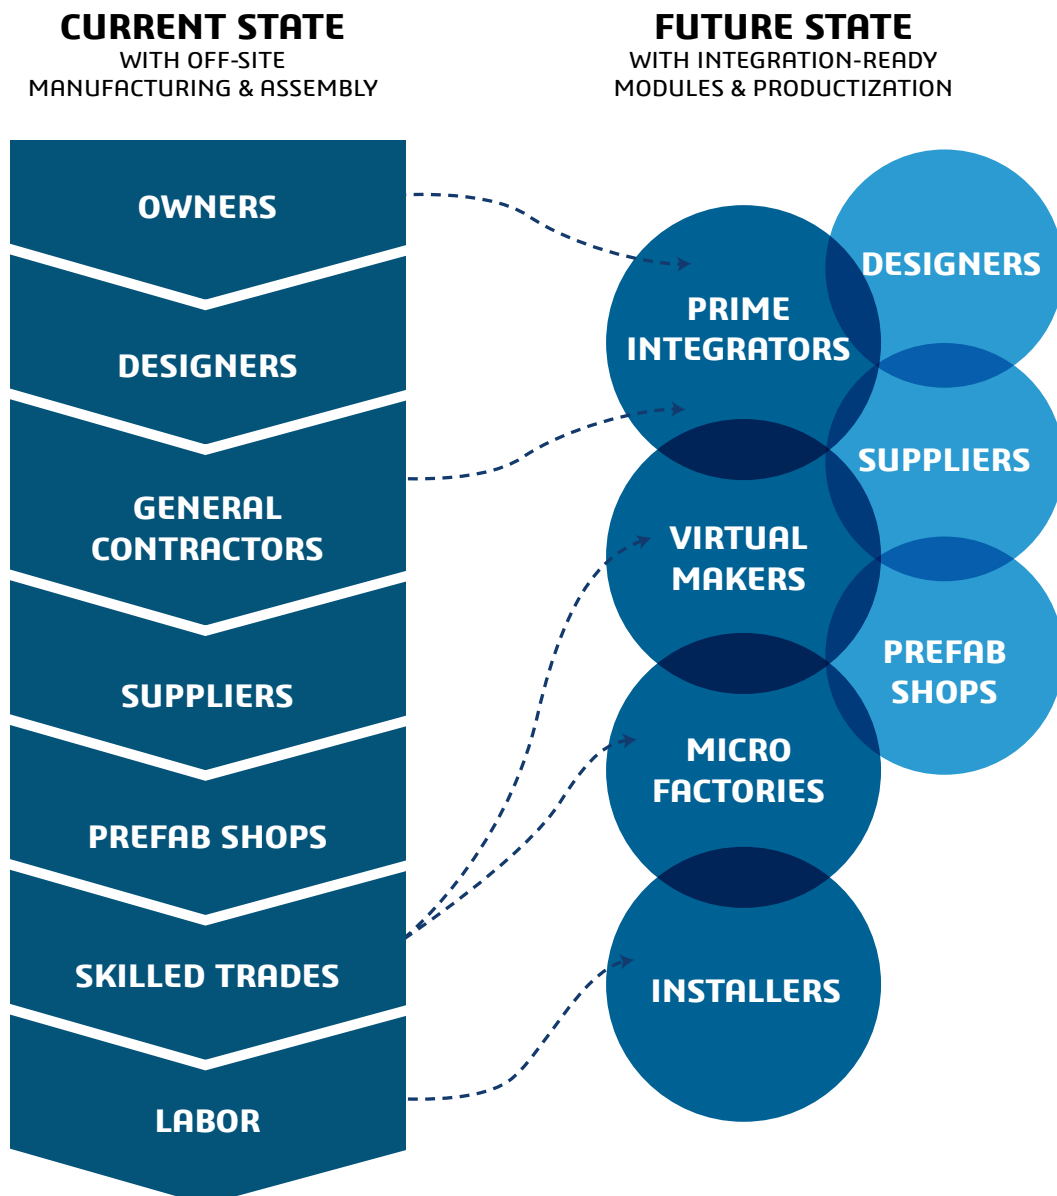 CURRENT STATE
WITH OFF-SITE
MANUFACTURING & ASSEMBLY
OWNERS
DESIGNERS
GENERAL
CONTRACTORS
SUPPLIERS
PREFAB SHOPS
SKILLED TRADES
LABOR
FUTURE STATE
WITH INTEGRATION-READY
MODULES & PRODUCTIZATION
PRIME
INTEGRATORS
VIRTUAL
MAKERS
MICRO
FACTORIES
INSTALLERS
DESIGNERS
SUPPLIERS
PREFAB
SHOPS